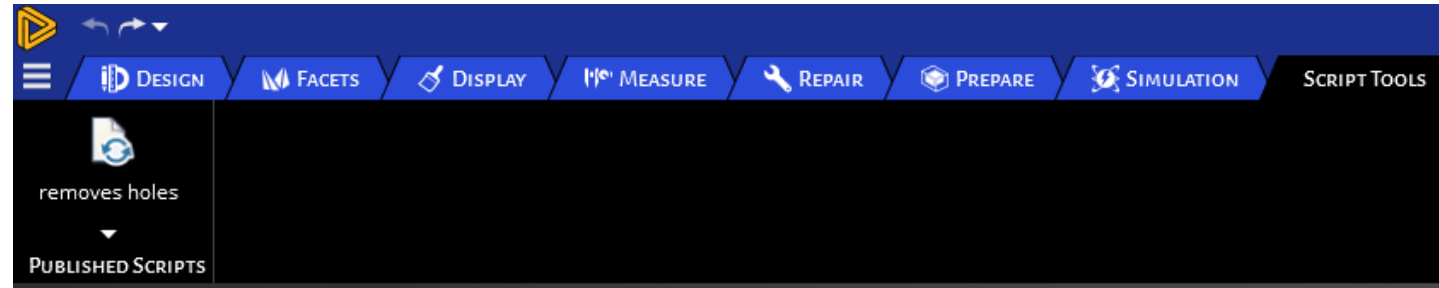 Design Facets Display Measure Repair Prepare Simulation Script Tools
removes holes
Published Scripts